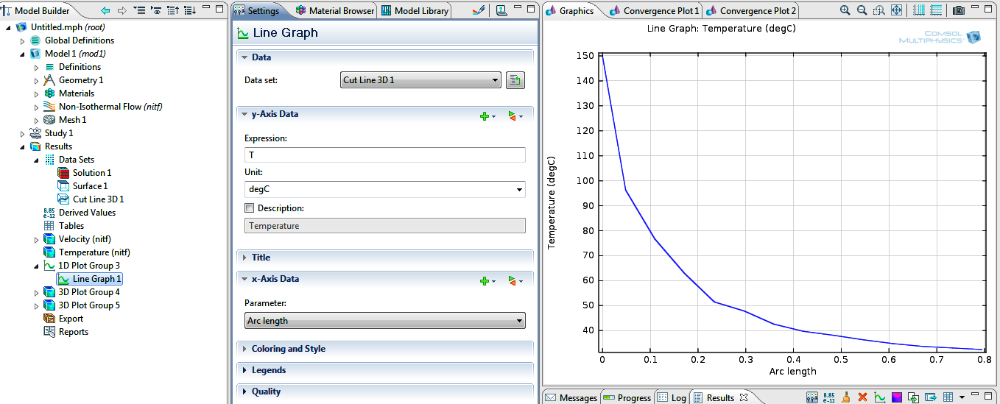 Model Builder
Untitled.mph (root)
Global Definitions
Model 1 (mod1)
Definitions
Geometry 1
Materials
Non-Isothermal Flow (nitf)
Mesh 1
Study 1
Results
Data Sets
Solution 1
Surface 1
Cut Line 3D 1
8.85
e-12
Derived Values
Tables
Velocity (nitf)
Temperature (nitf)
1D Plot Group 3
Line Graph 1
3D Plot Group 4
3D Plot Group 5
Export
Reports
Settings
Material Browser
Model Library
Line Graph
Data
Data set:
Cut Line 3D 1
y-Axis Data
Expression:
T
Unit:
degC
Description:
Temperature
Title
x-Axis Data
Parameter:
Arc length
Coloring and Style
Legends
Quality
Graphics
Convergence Plot 1
Convergence Plot 2
Line Graph: Temperature (degC)
COMSOL
MULTIPHYSICS
150
140
130
120
110
100
90
80
70
60
50
40
Temperature (degC)
0 0.1 0.2 0.3 0.4 0.5 0.6 0.7 0.8
Arc length
Messages
Progress
Log
Results
8.85
e-12